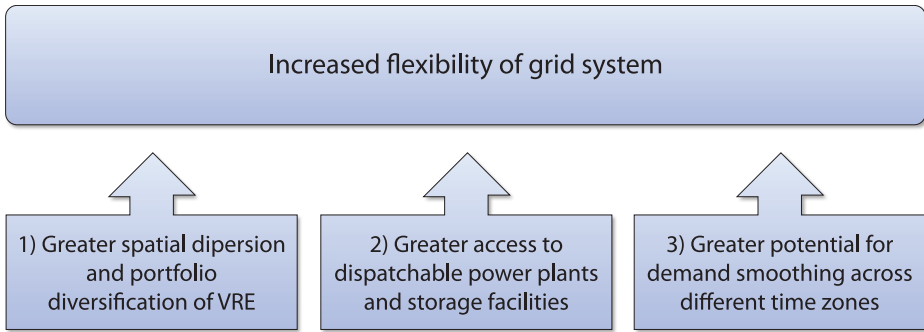 Increased flexibility of grid system
1) Greater spatial dipersion
and portfolio
diversification of VRE
2) Greater access to
dispatchable power plants
and storage facilities
3) Greater potential for
demand smoothing across
different time zones